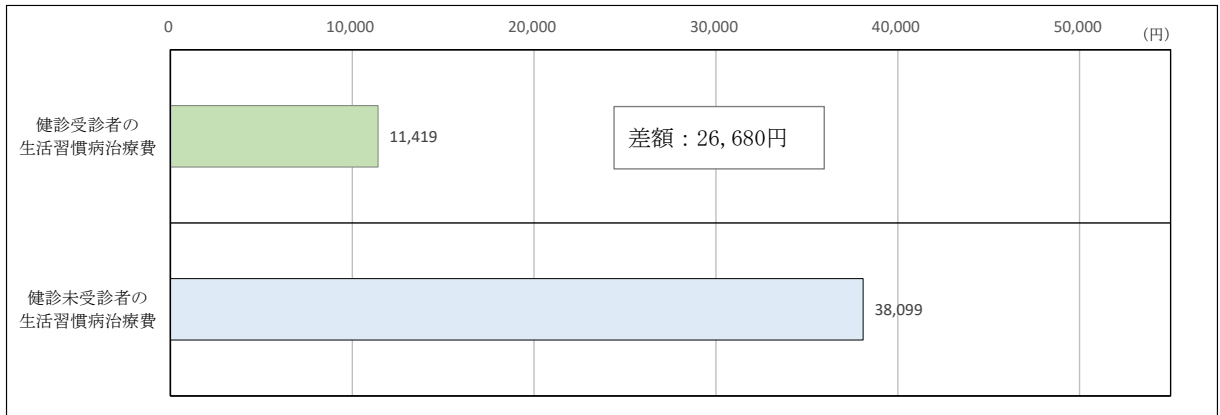 0 10,000 20,000 30,000 40,000 50,000 (円)
健診受診者の
生活習慣病治療費
11,419
差額：26,680円
健診未受診者の
生活習慣病治療費
38,099